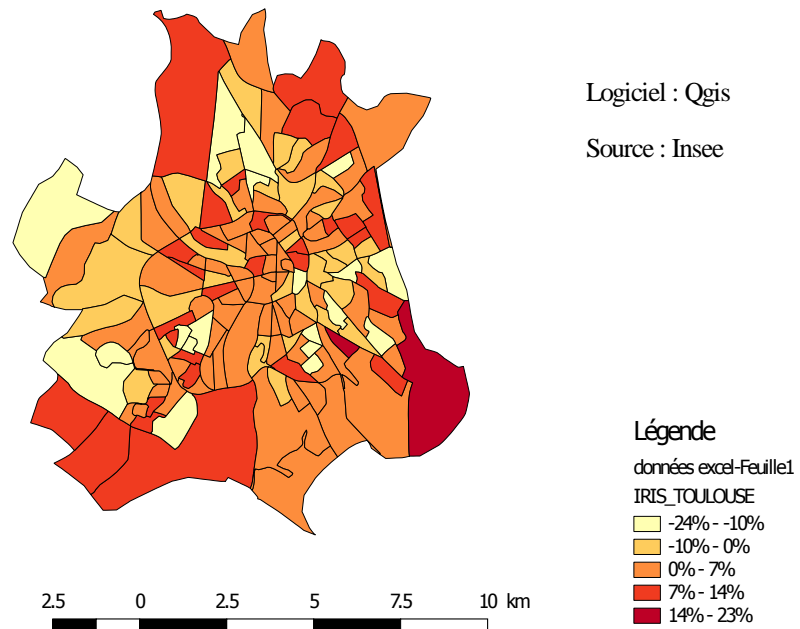 Logiciel : Qgis
Source : Insee
Légende
données excel-Feuille1
IRIS_TOULOUSE
-24% - -10%
-10% - 0%
0% - 7%
7% - 14%
14% - 23%
2.5 0 2.5 5 7.5 10 km